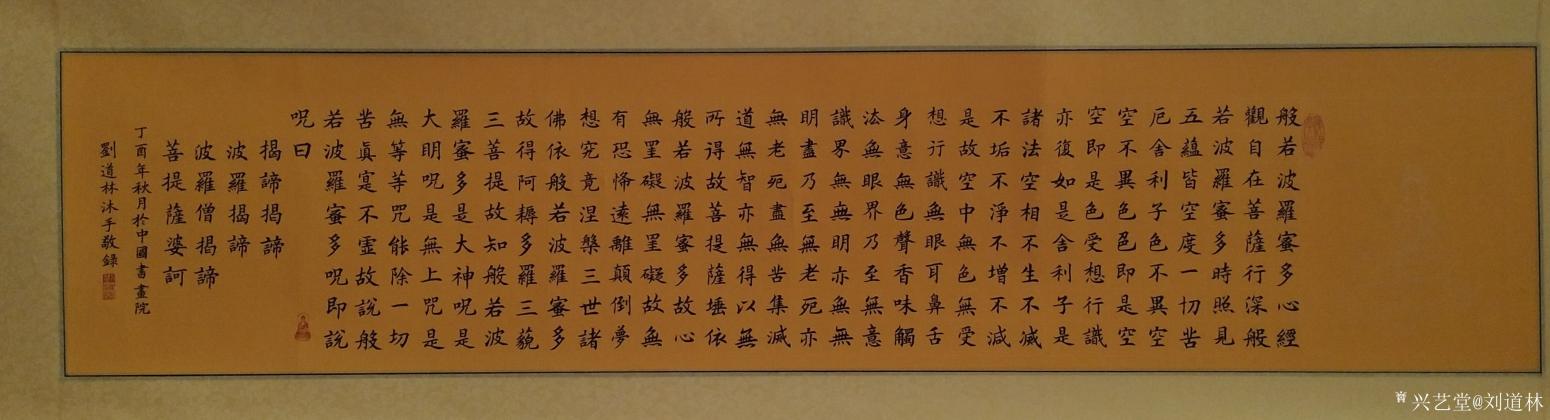 般若波羅蜜多心經
觀自在菩薩行深般
若波羅蜜多時照見
五蘊皆空度一切苦
厄舍利子色不異空
空不異色色即是空
空即是色受想行識
亦復如是舍利子是
諸法空相不生不滅
不垢不淨不增不減
是故空中無色無受
想行識無眼耳鼻舌
身意無色聲香味觸
法無眼界乃至無意
識界無無明亦無無
明盡乃至無老死亦
無老死盡無苦集滅
道無智亦無得以無
所得故菩提薩埵依
般若波羅蜜多故心
無罣礙無罣礙故無
有恐怖遠離顛倒夢
想究竟涅槃三世諸
佛依般若波羅蜜多
故得阿耨多羅三藐
三菩提故知般若波
羅蜜多是大神呪是
大明呪是無上咒是
無等等咒能除一切
苦真寔不虛故說般
若波羅蜜多呪即說
呪曰
揭諦揭諦
波羅揭諦
波羅僧揭諦
菩提薩婆訶
丁酉年秋月於中國書畫院
劉道林沐手敬錄
兴艺堂@刘道林